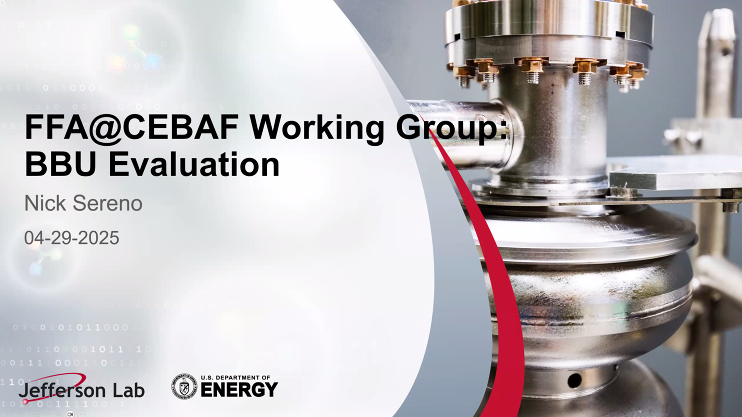 FFA@CEBAF Working Group:
BBU Evaluation
Nick Sereno
04-29-2025
Jefferson Lab
U.S. DEPARTMENT OF
ENERGY